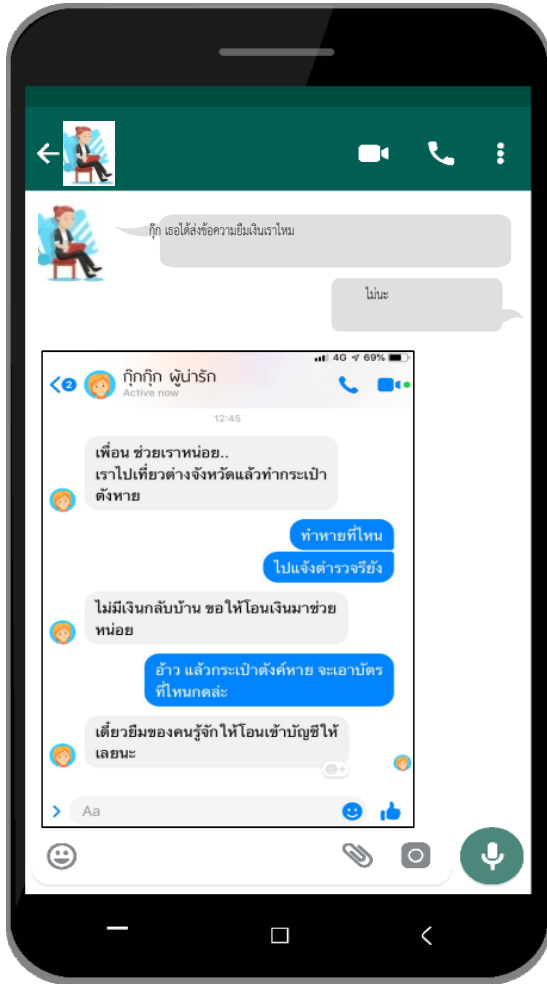 กุ๊ก เธอได้ส่งข้อความยืมเงินเราไหม
ไม่นะ
4G 69%
2
กุ๊กกุ๊ก ผู้น่ารัก
Active now
12:45
เพื่อน ช่วยเราหน่อย..
เราไปเที่ยวต่างจังหวัดแล้วทำกระเป๋า
ตังหาย
ทำหายที่ไหน
ไปแจ้งตำรวจรึยัง
ไม่มีเงินกลับบ้าน ขอให้โอนเงินมาช่วย
หน่อย
อ้าว แล้วกระเป๋าตังค์หาย จะเอาบัตร
ที่ไหนกดล่ะ
เดี๋ยวยืมของคนรู้จักให้โอนเข้าบัญชีให้
เลยนะ
Aa